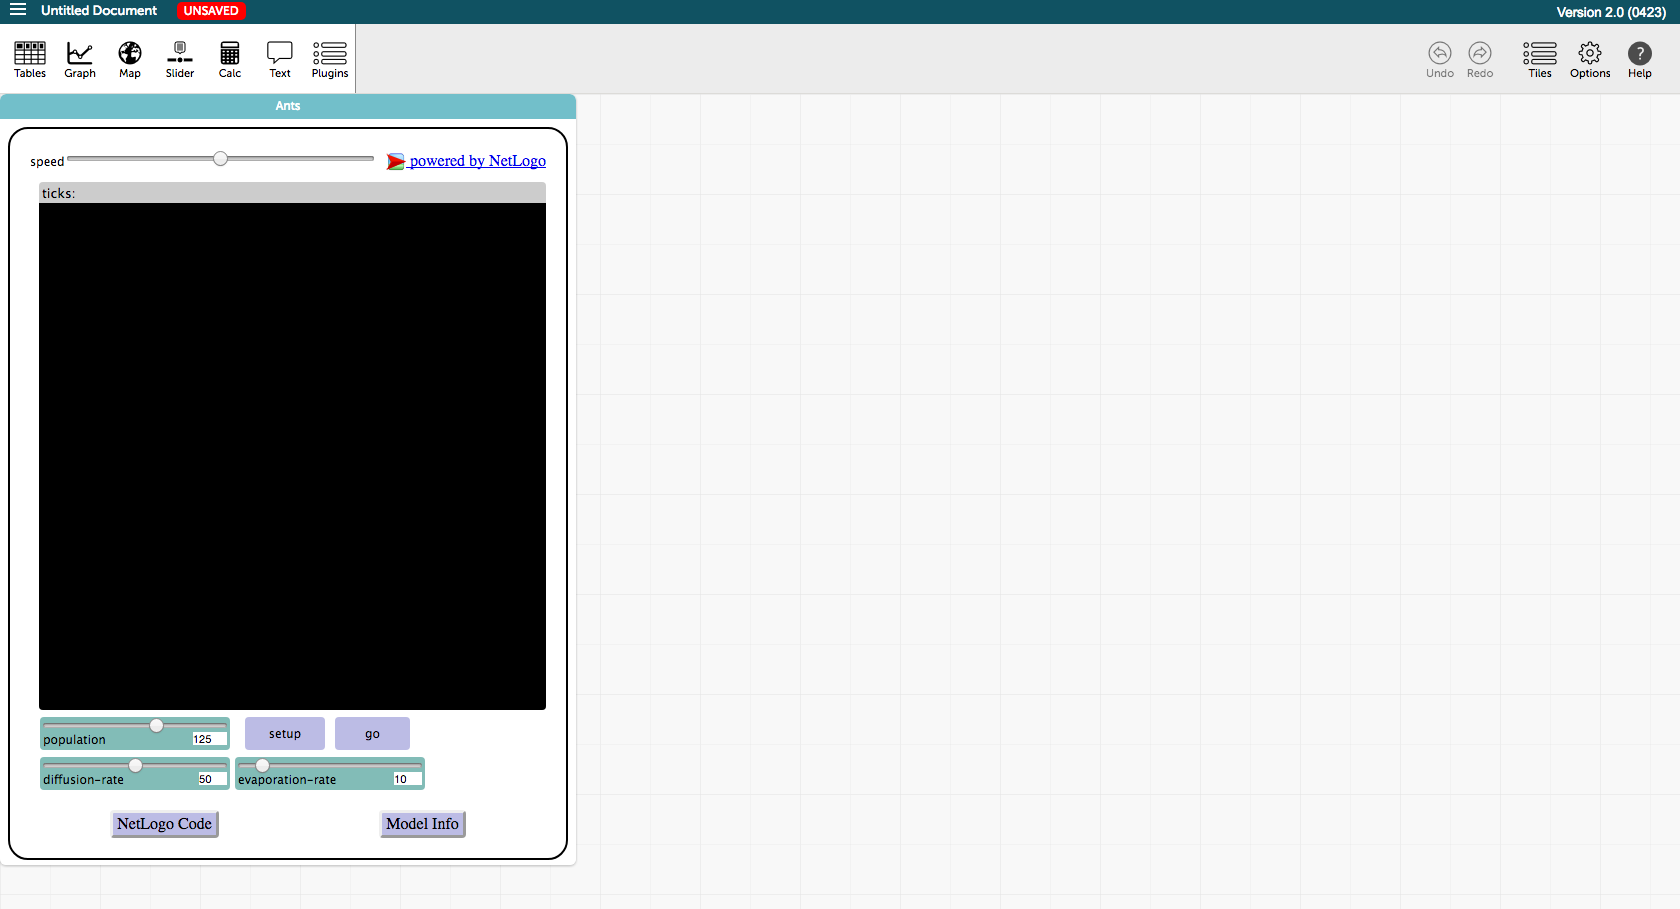 Untitled Document UNSAVED Version 2.0 (0423)
Tables Graph Map Slider Calc Text Plugins Undo Redo Tiles Options ? Help
Ants
speed powered by NetLogo
ticks:
population 125 setup go
diffusion-rate 50 evaporation-rate 10
NetLogo Code Model Info